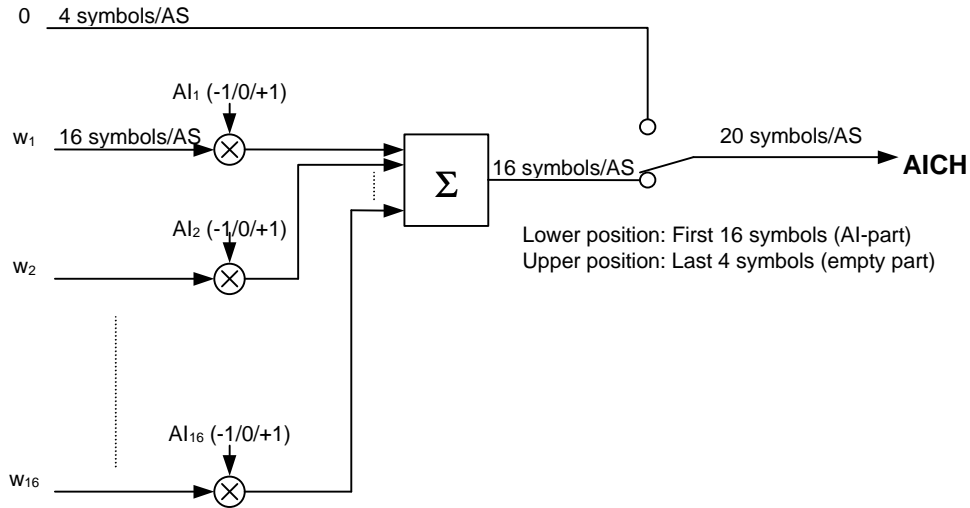 0 4 symbols/AS
AI₁ (-1/0/+1)
w₁ 16 symbols/AS
20 symbols/AS
AICH
Σ
16 symbols/AS
AI₂ (-1/0/+1)
w₂
Lower position: First 16 symbols (AI-part)
Upper position: Last 4 symbols (empty part)
AI₁₆ (-1/0/+1)
w₁₆